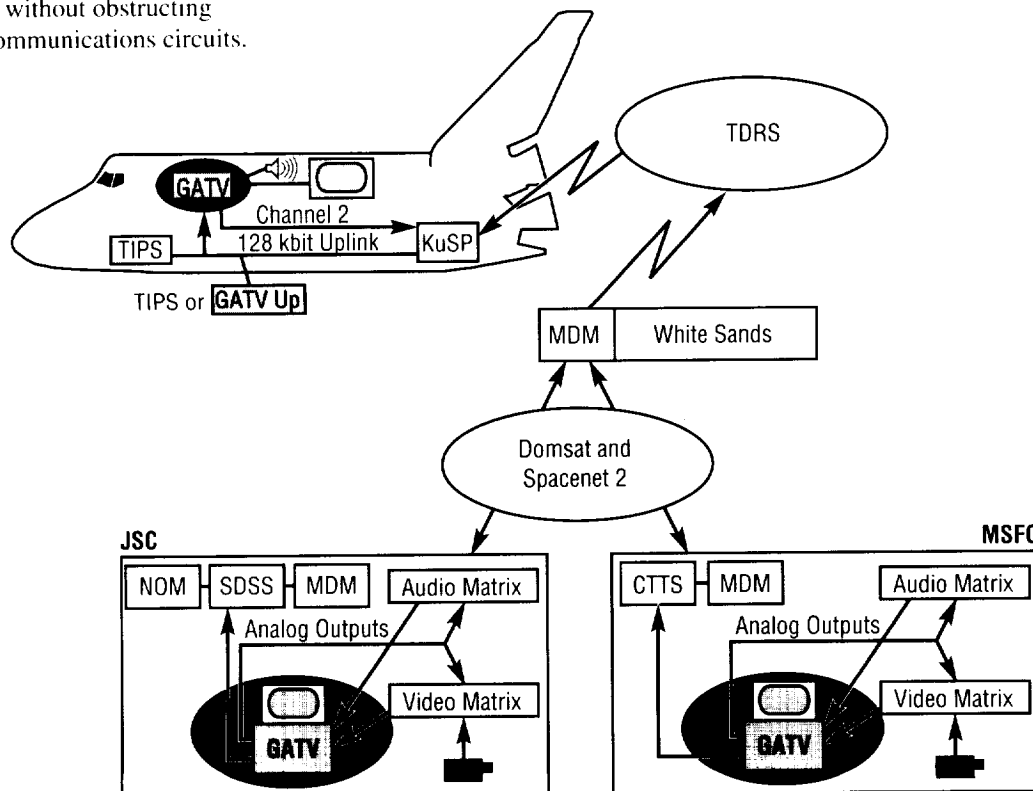 without obstructing
ommunications circuits.
TDRS
GATV
Channel 2
TIPS
128 kbit Uplink
KuSP
TIPS or GATV Up
MDM
White Sands
Domsat and
Spacenet 2
JSC
NOM
SDSS
MDM
Audio Matrix
Analog Outputs
Video Matrix
GATV
MSFC
CTTS
MDM
Audio Matrix
Analog Outputs
Video Matrix
GATV